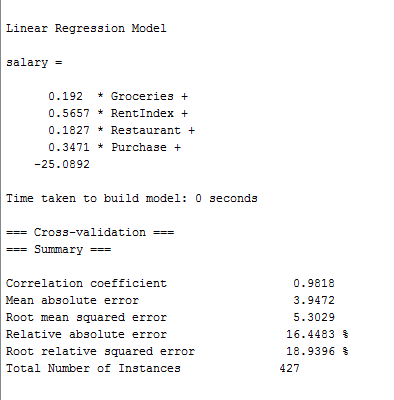 Linear Regression Model
salary =
0.192 * Groceries +
0.5657 * RentIndex +
0.1827 * Restaurant +
0.3471 * Purchase +
-25.0892
Time taken to build model: 0 seconds
=== Cross-validation ===
=== Summary ===
Correlation coefficient 0.9818
Mean absolute error 3.9472
Root mean squared error 5.3029
Relative absolute error 16.4483 %
Root relative squared error 18.9396 %
Total Number of Instances 427